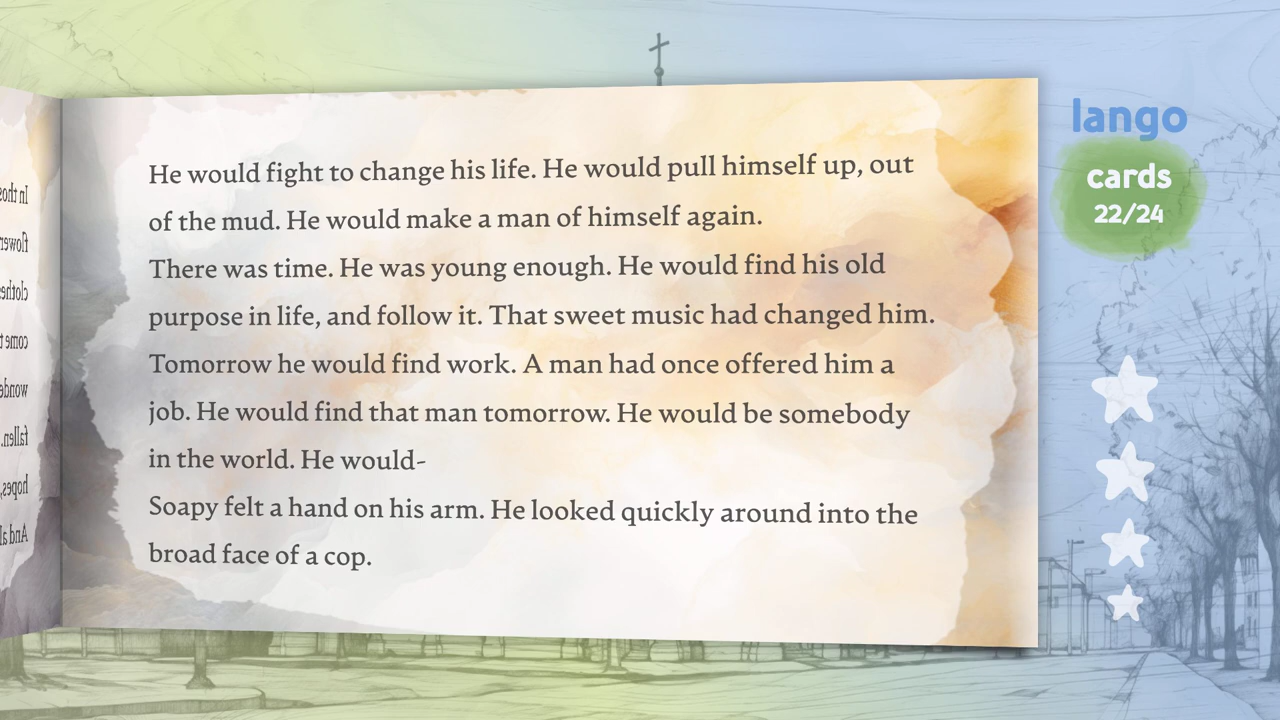 He would fight to change his life. He would pull himself up, out
of the mud. He would make a man of himself again.
There was time. He was young enough. He would find his old
purpose in life, and follow it. That sweet music had changed him.
Tomorrow he would find work. A man had once offered him a
job. He would find that man tomorrow. He would be somebody
in the world. He would-
Soapy felt a hand on his arm. He looked quickly around into the
broad face of a cop.
lango
cards
22/24